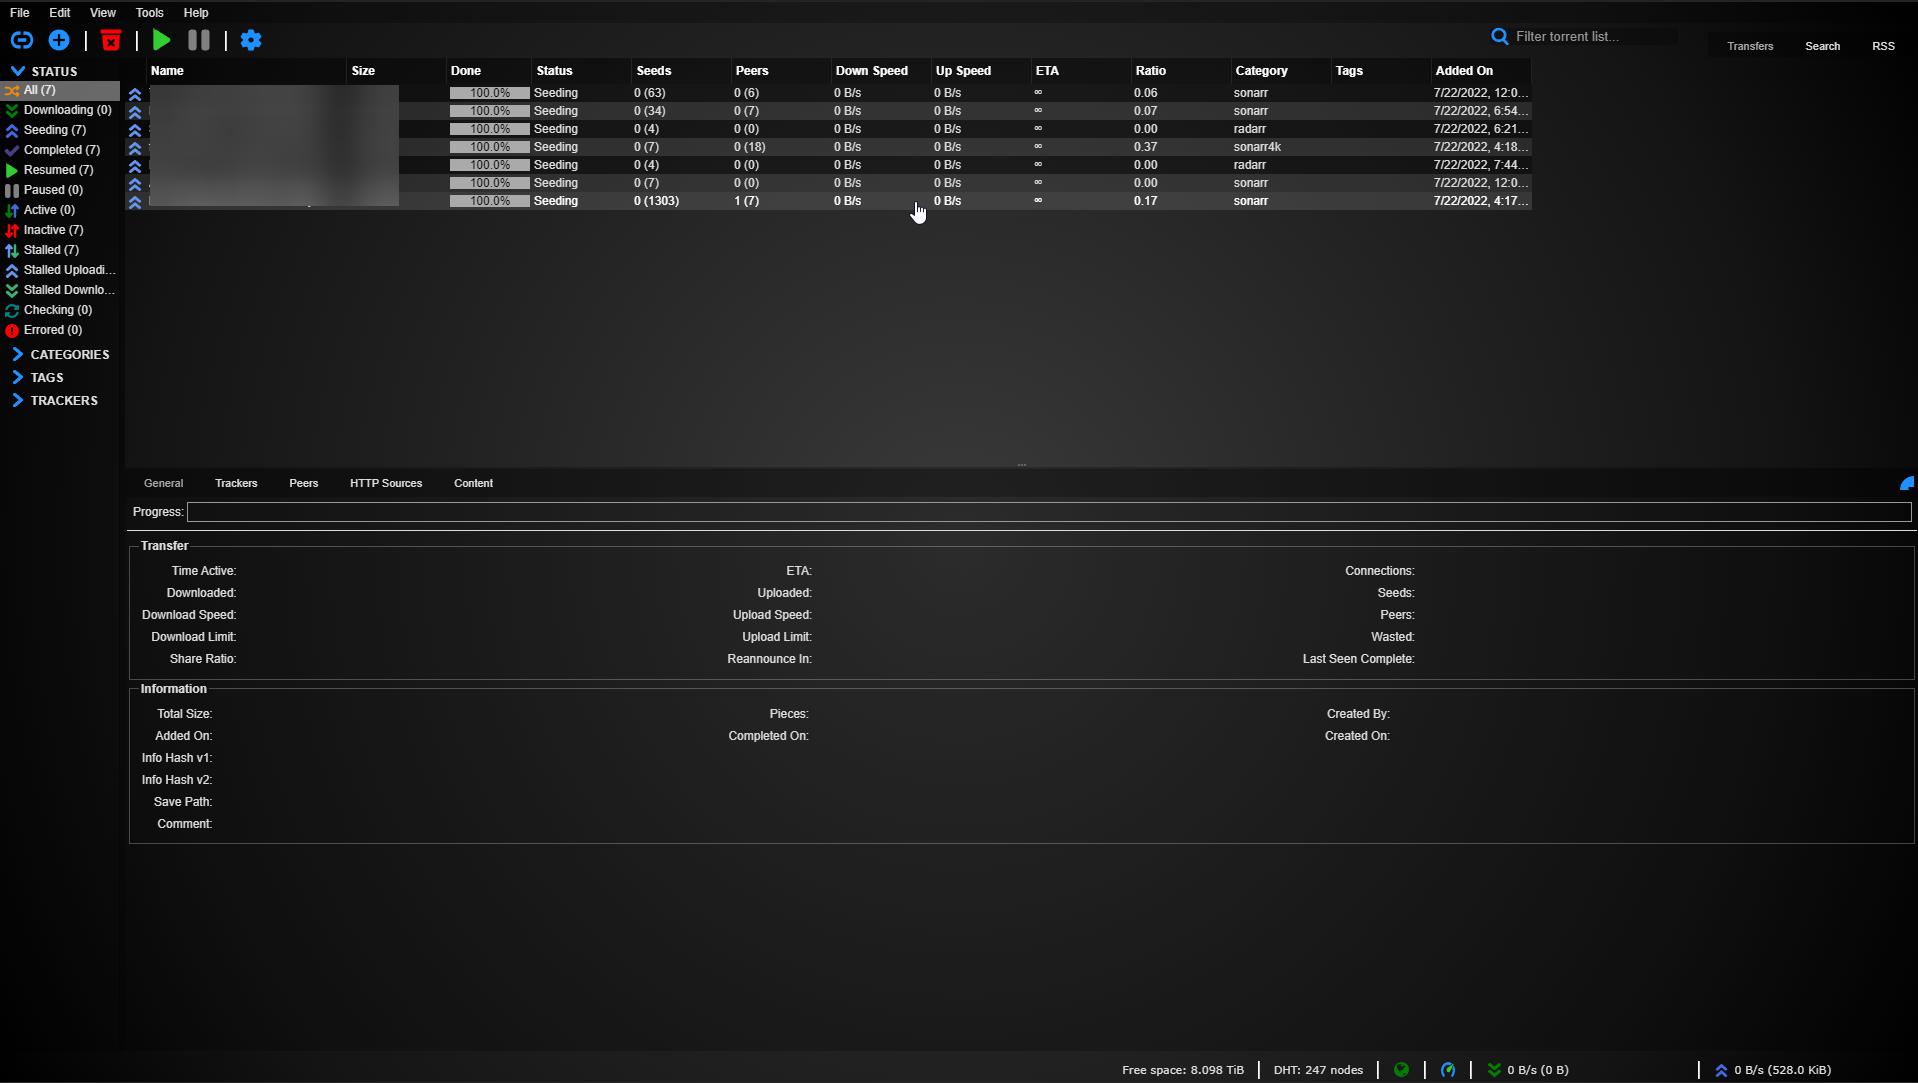 File Edit View Tools Help
Filter torrent list...
Transfers Search RSS
STATUS
All (7)
Downloading (0)
Seeding (7)
Completed (7)
Resumed (7)
Paused (0)
Active (0)
Inactive (7)
Stalled (7)
Stalled Uploadi...
Stalled Downlo...
Checking (0)
Errored (0)
CATEGORIES
TAGS
TRACKERS
Name Size Done Status Seeds Peers Down Speed Up Speed ETA Ratio Category Tags Added On
100.0% Seeding 0 (63) 0 (6) 0 B/s 0 B/s ∞ 0.06 sonarr 7/22/2022, 12:0...
100.0% Seeding 0 (34) 0 (7) 0 B/s 0 B/s ∞ 0.07 sonarr 7/22/2022, 6:54...
100.0% Seeding 0 (4) 0 (0) 0 B/s 0 B/s ∞ 0.00 radarr 7/22/2022, 6:21...
100.0% Seeding 0 (7) 0 (18) 0 B/s 0 B/s ∞ 0.37 sonarr4k 7/22/2022, 4:18...
100.0% Seeding 0 (4) 0 (0) 0 B/s 0 B/s ∞ 0.00 radarr 7/22/2022, 7:44...
100.0% Seeding 0 (7) 0 (0) 0 B/s 0 B/s ∞ 0.00 sonarr 7/22/2022, 12:0...
100.0% Seeding 0 (1303) 1 (7) 0 B/s 0 B/s ∞ 0.17 sonarr 7/22/2022, 4:17...
General Trackers Peers HTTP Sources Content
Progress:
Transfer
Time Active: ETA: Connections:
Downloaded: Uploaded: Seeds:
Download Speed: Upload Speed: Peers:
Download Limit: Upload Limit: Wasted:
Share Ratio: Reannounce In: Last Seen Complete:
Information
Total Size: Pieces: Created By:
Added On: Completed On: Created On:
Info Hash v1:
Info Hash v2:
Save Path:
Comment:
Free space: 8.098 TiB DHT: 247 nodes 0 B/s (0 B) 0 B/s (528.0 KiB)